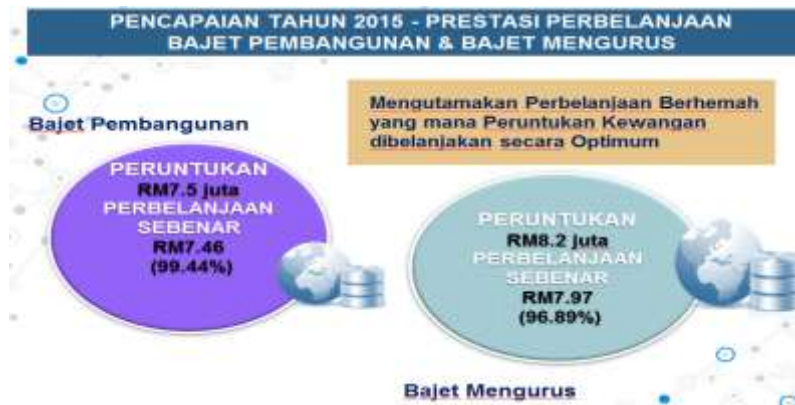 PENCAPAIAN TAHUN 2015 - PRESTASI PERBELANJAAN
BAJET PEMBANGUNAN & BAJET MENGURUS
Bajet Pembangunan
Mengutamakan Perbelanjaan Berhemah
yang mana Peruntukan Kewangan
dibelanjakan secara Optimum
PERUNTUKAN
RM7.5 juta
PERBELANJAAN
SEBENAR
RM7.46
(99.44%)
PERUNTUKAN
RM8.2 juta
PERBELANJAAN
SEBENAR
RM7.97
(96.89%)
Bajet Mengurus